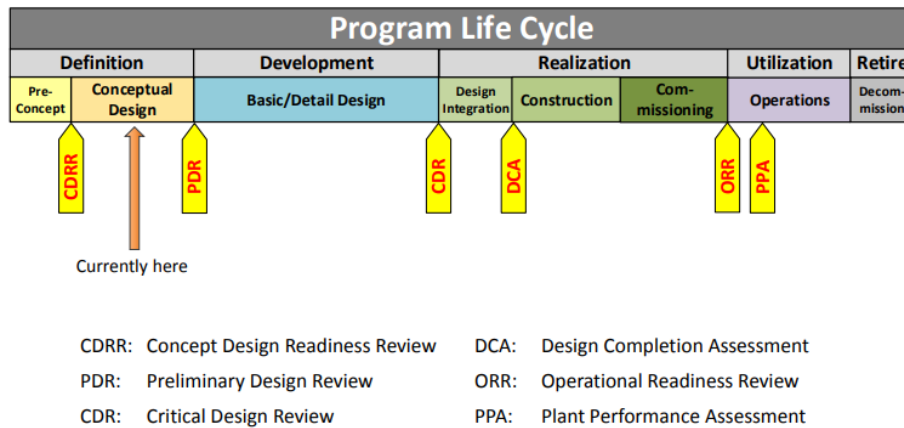 Program Life Cycle
Definition Development Realization Utilization Retire
Pre-
Concept
Conceptual
Design
Basic/Detail Design
Design
Integration
Construction
Com-
missioning
Operations
Decom-
mission
CDRR
PDR
CDR
DCA
ORR
PPA
Currently here
CDRR: Concept Design Readiness Review DCA: Design Completion Assessment
PDR: Preliminary Design Review ORR: Operational Readiness Review
CDR: Critical Design Review PPA: Plant Performance Assessment